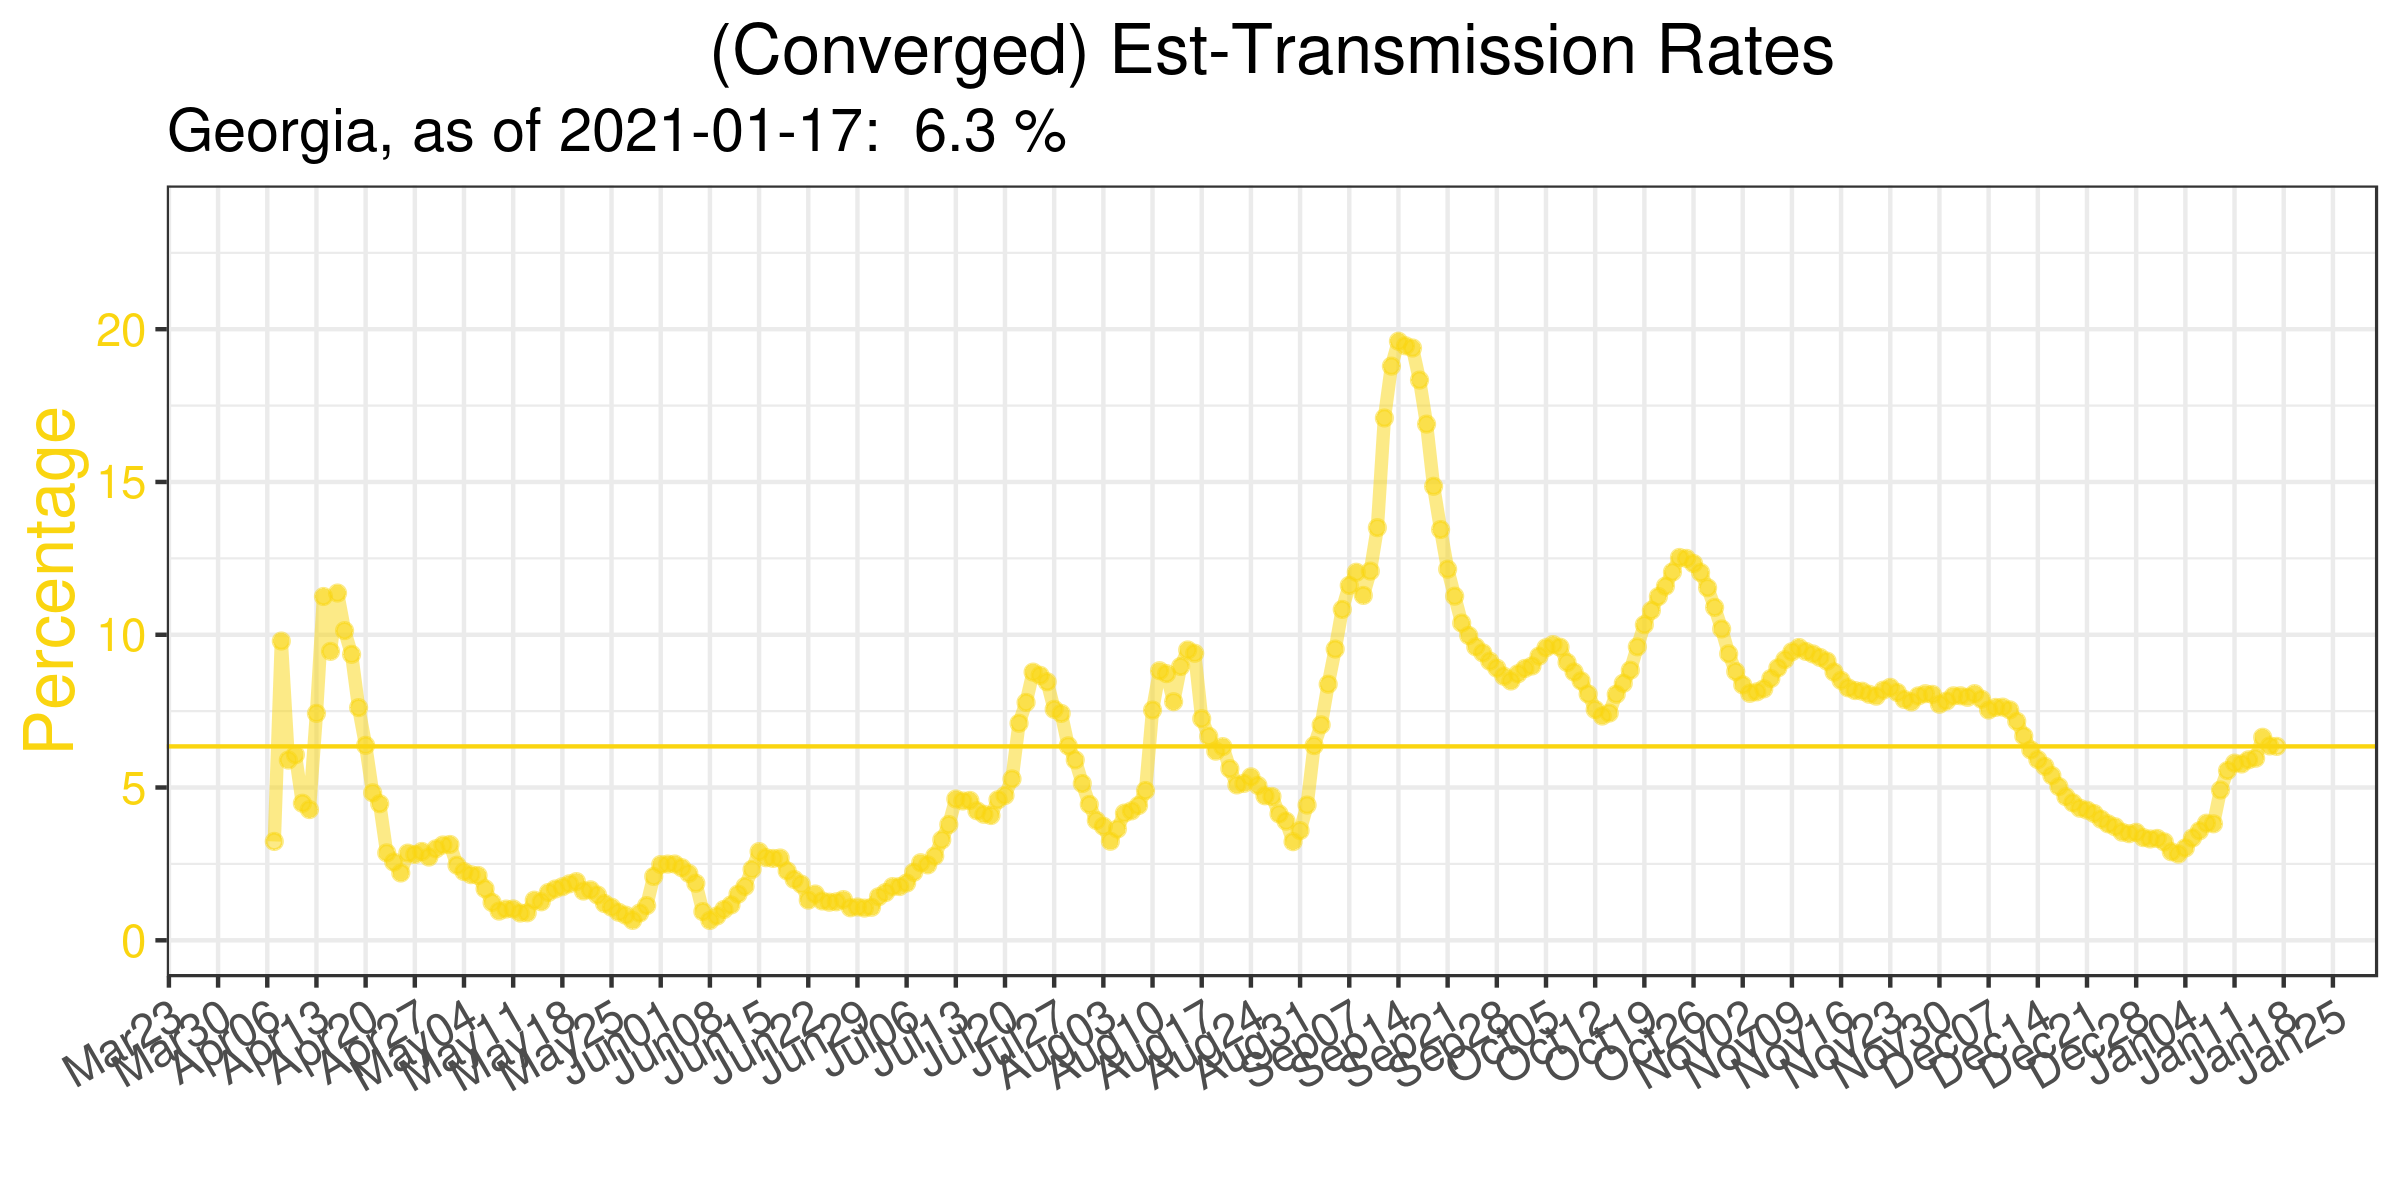 (Converged) Est-Transmission Rates
Georgia, as of 2021-01-17:  6.3 %
Percentage
20
15
10
5
0
Mar23
Mar30
Apr06
Apr13
Apr20
Apr27
May04
May11
May18
May25
Jun01
Jun08
Jun15
Jun22
Jun29
Jul06
Jul13
Jul20
Jul27
Aug03
Aug10
Aug17
Aug24
Aug31
Sep07
Sep14
Sep21
Sep28
Oct05
Oct12
Oct19
Oct26
Nov02
Nov09
Nov16
Nov23
Nov30
Dec07
Dec14
Dec21
Dec28
Jan04
Jan11
Jan18
Jan25